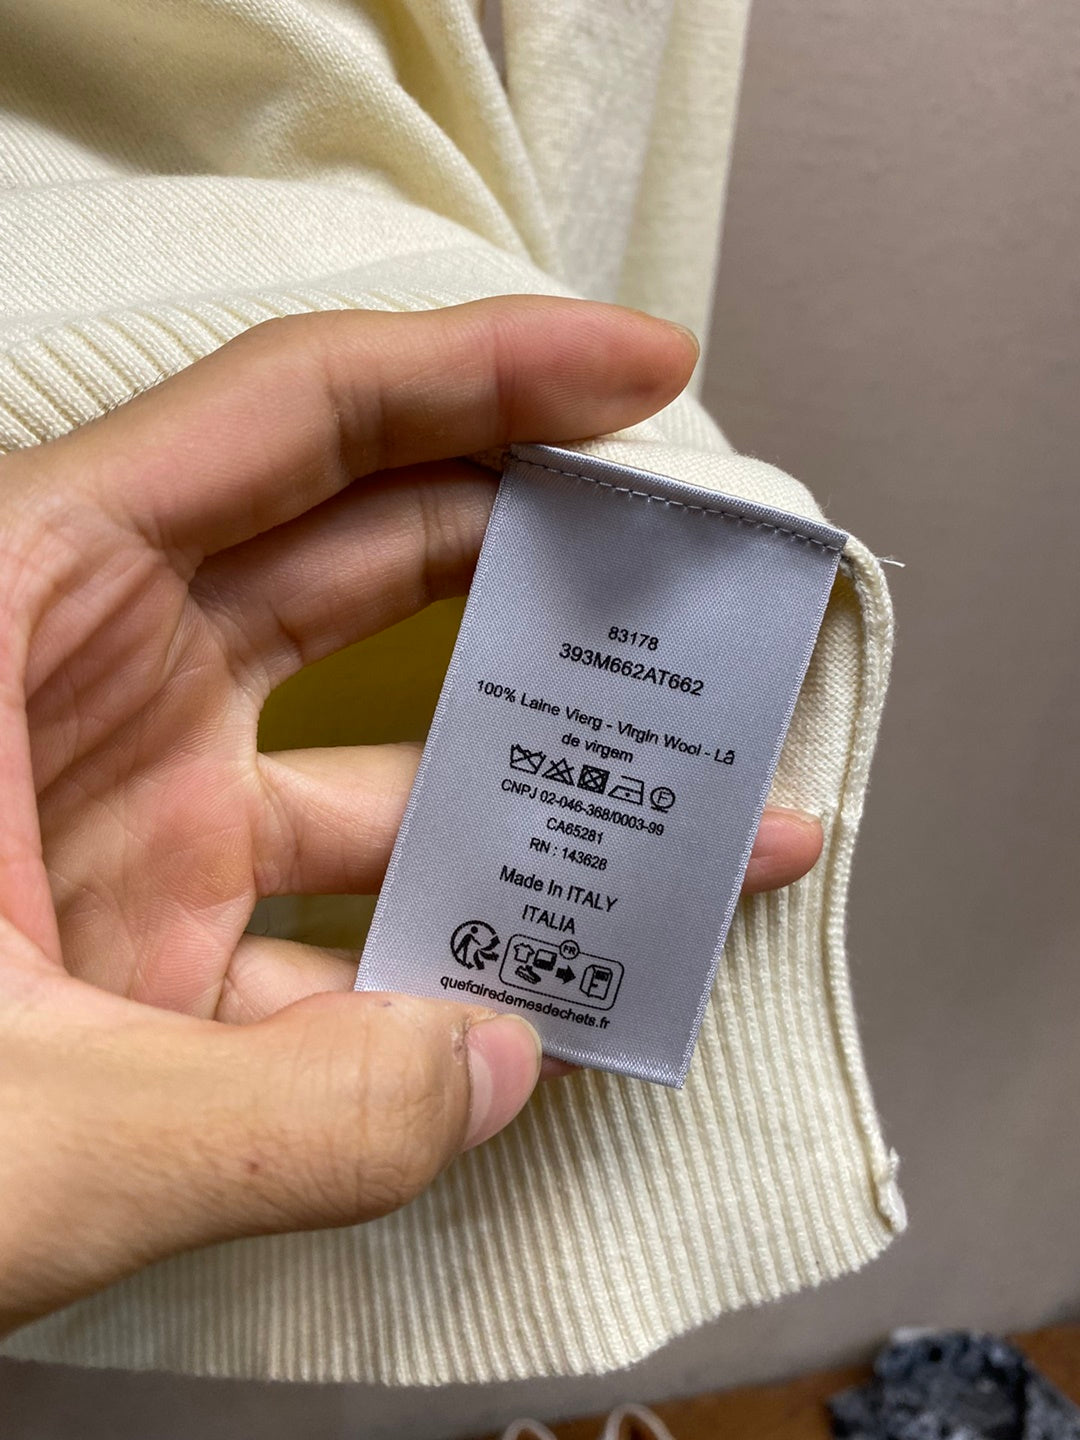 83178
393M662AT662
100% Laine Vierg - Virgin Wool - Lã
de virgem
F
CNPJ 02-046-368/0003-99
CA65281
RN : 143628
Made In ITALY
ITALIA
FR
quefairedemesdechets.fr